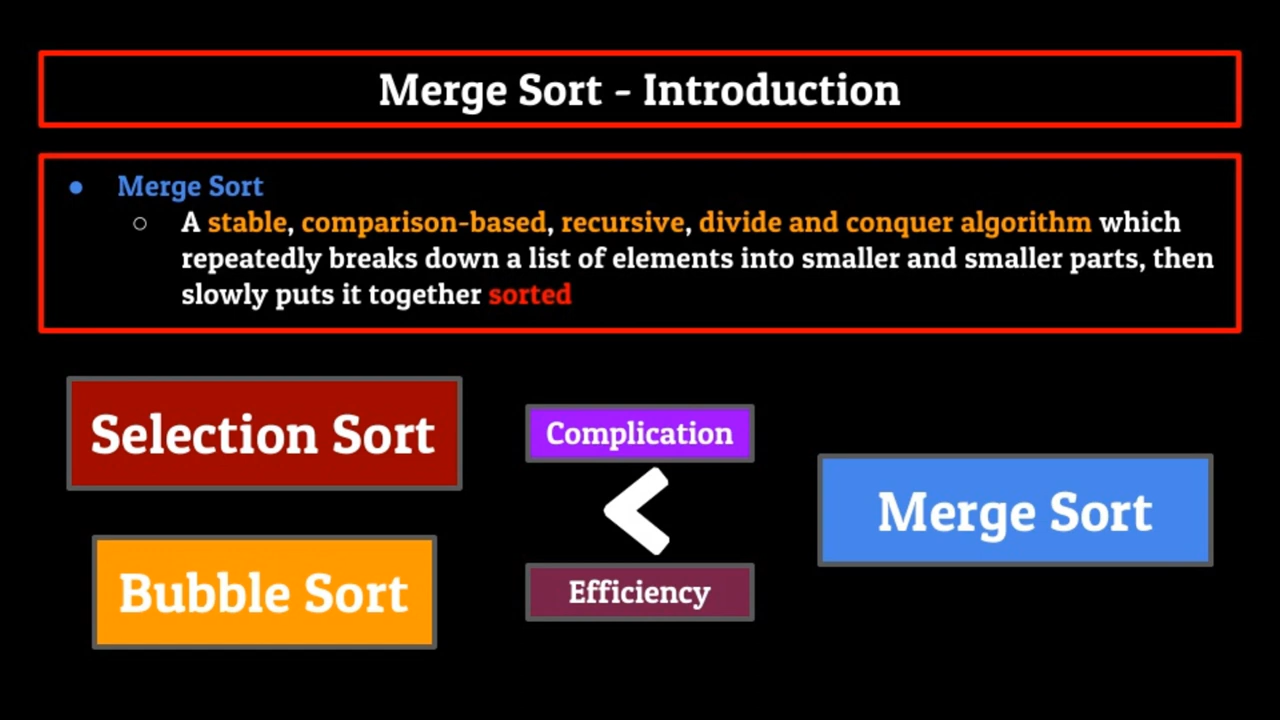 Merge Sort - Introduction
● Merge Sort
○ A stable, comparison-based, recursive, divide and conquer algorithm which
repeatedly breaks down a list of elements into smaller and smaller parts, then
slowly puts it together sorted
Selection Sort
Bubble Sort
Complication
<
Efficiency
Merge Sort